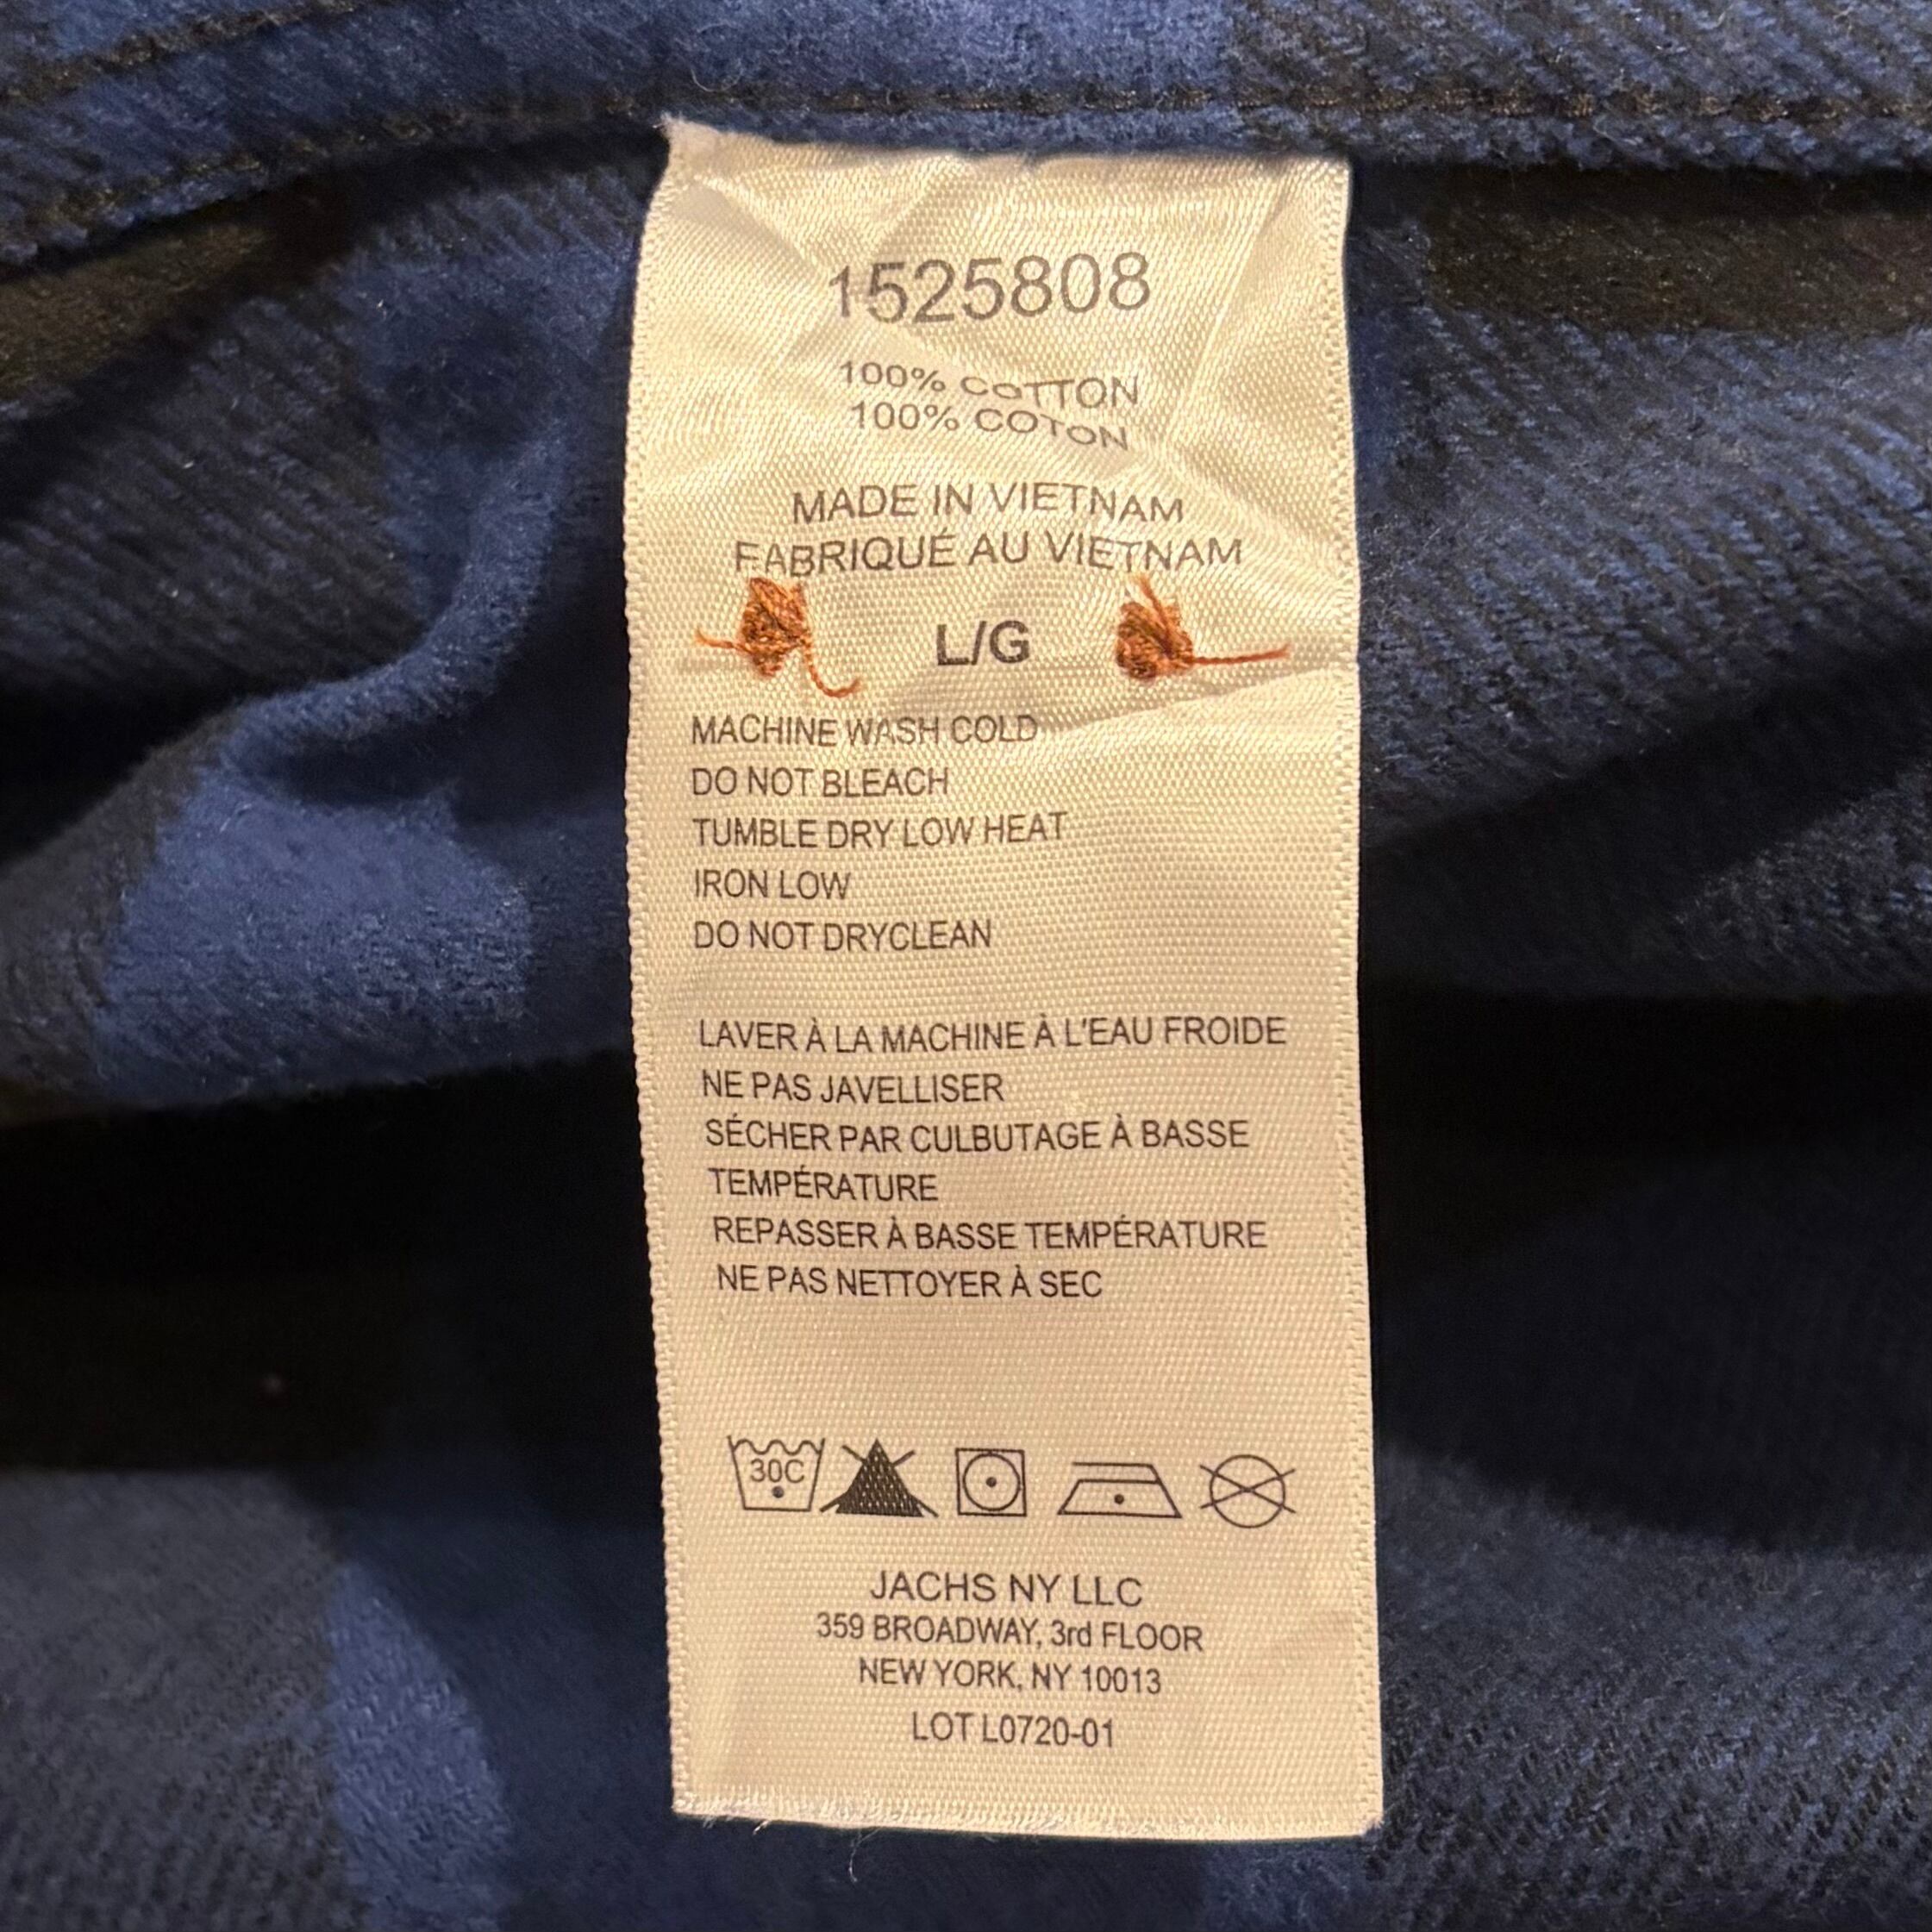 1525808
100% COTTON
100% COTON
MADE IN VIETNAM
FABRIQUÉ AU VIETNAM
L/G
MACHINE WASH COLD
DO NOT BLEACH
TUMBLE DRY LOW HEAT
IRON LOW
DO NOT DRYCLEAN
LAVER À LA MACHINE À L'EAU FROIDE
NE PAS JAVELLISER
SÉCHER PAR CULBUTAGE À BASSE
TEMPÉRATURE
REPASSER À BASSE TEMPÉRATURE
NE PAS NETTOYER À SEC
30C
JACHS NY LLC
359 BROADWAY, 3rd FLOOR
NEW YORK, NY 10013
LOT L0720-01